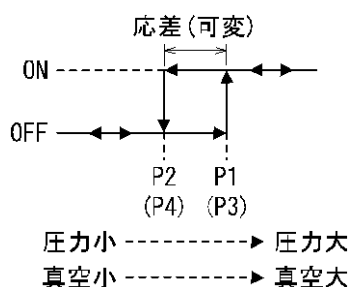 応差(可変)
ON
OFF
P2 P1
(P4) (P3)
圧力小 圧力大
真空小 真空大